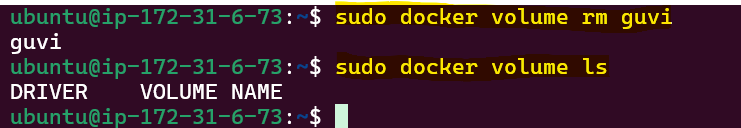 ubuntu@ip-172-31-6-73:~$ sudo docker volume rm guvi
guvi
ubuntu@ip-172-31-6-73:~$ sudo docker volume ls
DRIVER    VOLUME NAME
ubuntu@ip-172-31-6-73:~$